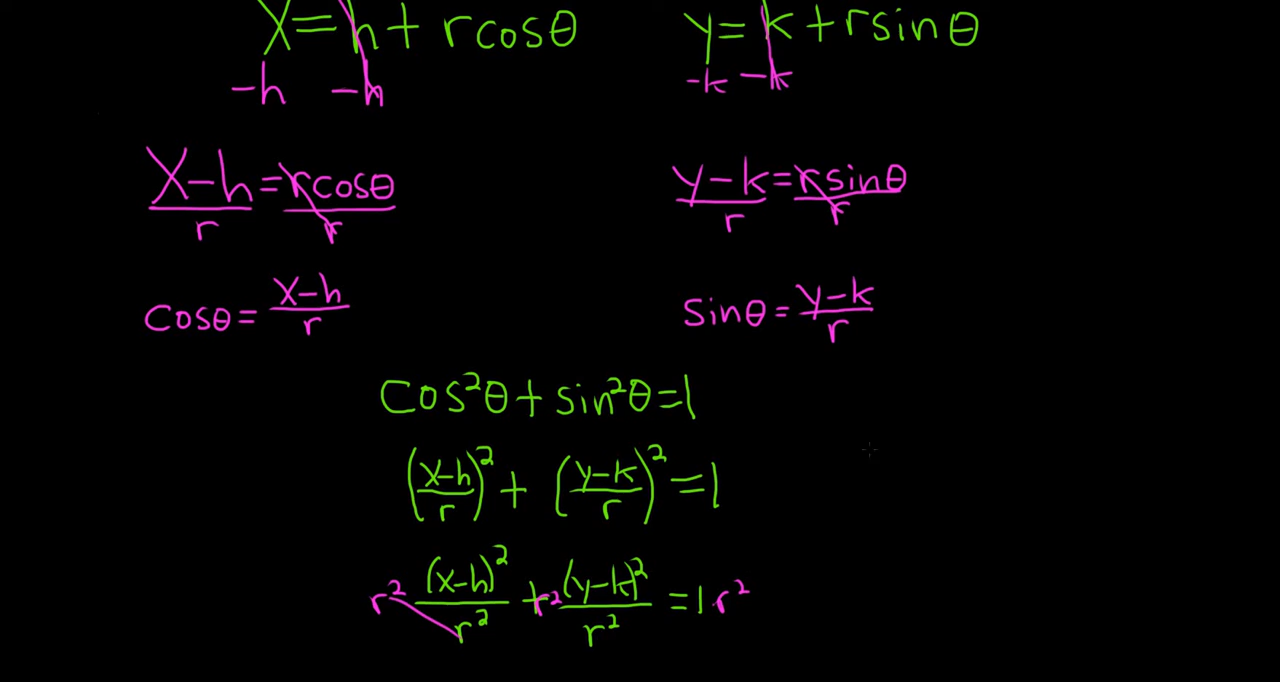 x = h + rcosθ    y = k + rsinθ
-h    -h    -k  -k
(x-h)/r = (rcosθ)/r    (y-k)/r = (rsinθ)/r
cosθ = (x-h)/r    sinθ = (y-k)/r
cos²θ + sin²θ = 1
((x-h)/r)² + ((y-k)/r)² = 1
r² (x-h)²/r² + r² (y-k)²/r² = 1r²